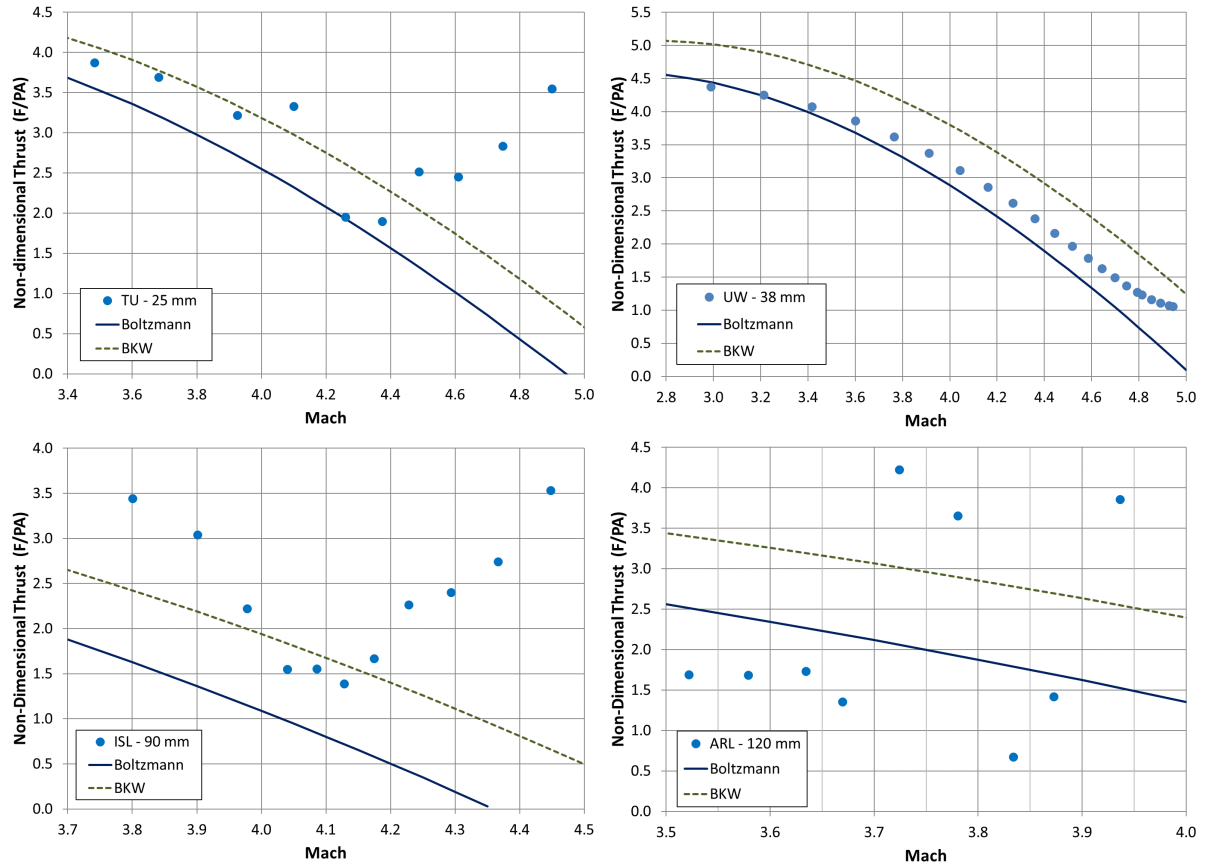 Non-dimensional Thrust (F/PA)
4.5
4.0
3.5
3.0
2.5
2.0
1.5
1.0
0.5
0.0
TU - 25 mm
Boltzmann
BKW
3.4 3.6 3.8 4.0 4.2 4.4 4.6 4.8 5.0
Mach
Non-Dimensional Thrust (F/PA)
5.5
5.0
4.5
4.0
3.5
3.0
2.5
2.0
1.5
1.0
0.5
0.0
UW - 38 mm
Boltzmann
BKW
2.8 3.0 3.2 3.4 3.6 3.8 4.0 4.2 4.4 4.6 4.8 5.0
Mach
Non-Dimensional Thrust (F/PA)
4.0
3.5
3.0
2.5
2.0
1.5
1.0
0.5
0.0
ISL - 90 mm
Boltzmann
BKW
3.7 3.8 3.9 4.0 4.1 4.2 4.3 4.4 4.5
Mach
Non-Dimensional Thrust (F/PA)
4.5
4.0
3.5
3.0
2.5
2.0
1.5
1.0
0.5
0.0
ARL - 120 mm
Boltzmann
BKW
3.5 3.6 3.7 3.8 3.9 4.0
Mach